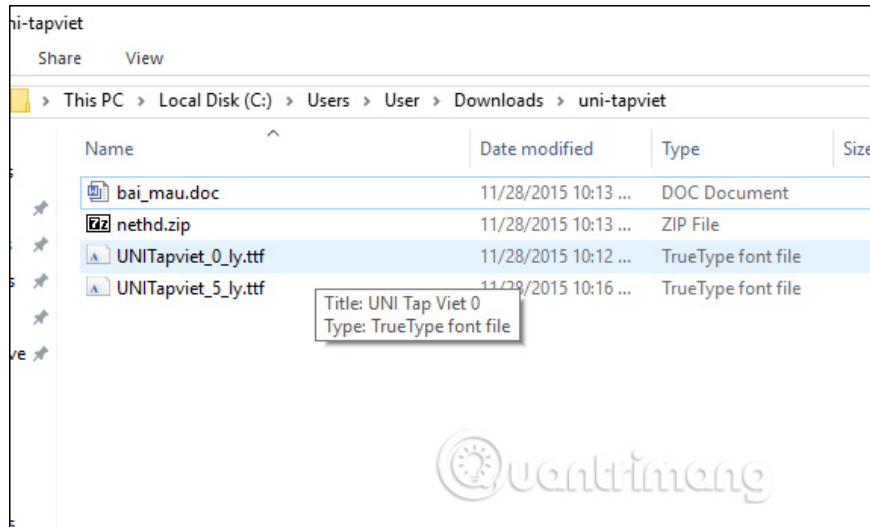 ni-tapviet
Share View
This PC > Local Disk (C:) > Users > User > Downloads > uni-tapviet
Name Date modified Type Size
bai_mau.doc 11/28/2015 10:13 ... DOC Document
nethd.zip 11/28/2015 10:13 ... ZIP File
UNITapviet_0_ly.ttf 11/28/2015 10:12 ... TrueType font file
UNITapviet_5_ly.ttf 11/28/2015 10:16 ... TrueType font file
Title: UNI Tap Viet 0
Type: TrueType font file
ve
Quantrimang